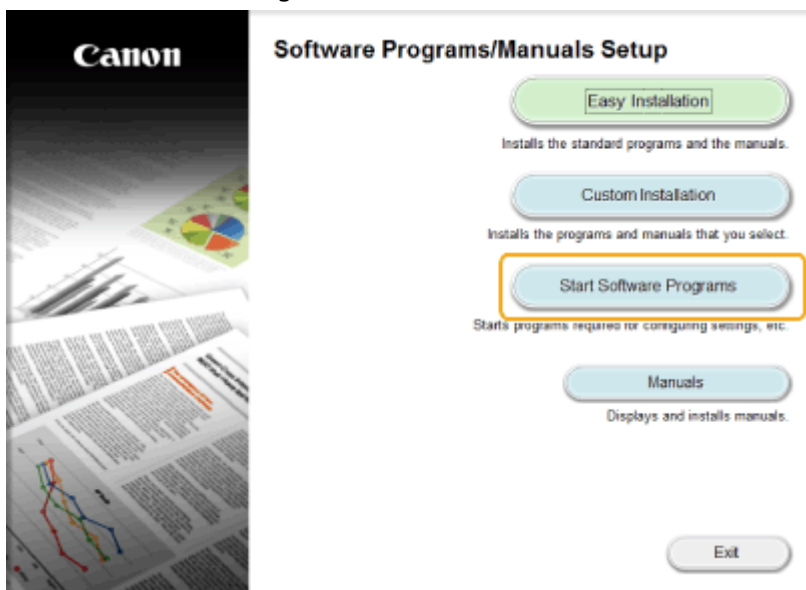 Canon
Software Programs/Manuals Setup
Easy Installation
Installs the standard programs and the manuals.
Custom Installation
Installs the programs and manuals that you select.
Start Software Programs
Starts programs required for configuring settings, etc.
Manuals
Displays and installs manuals.
Exit